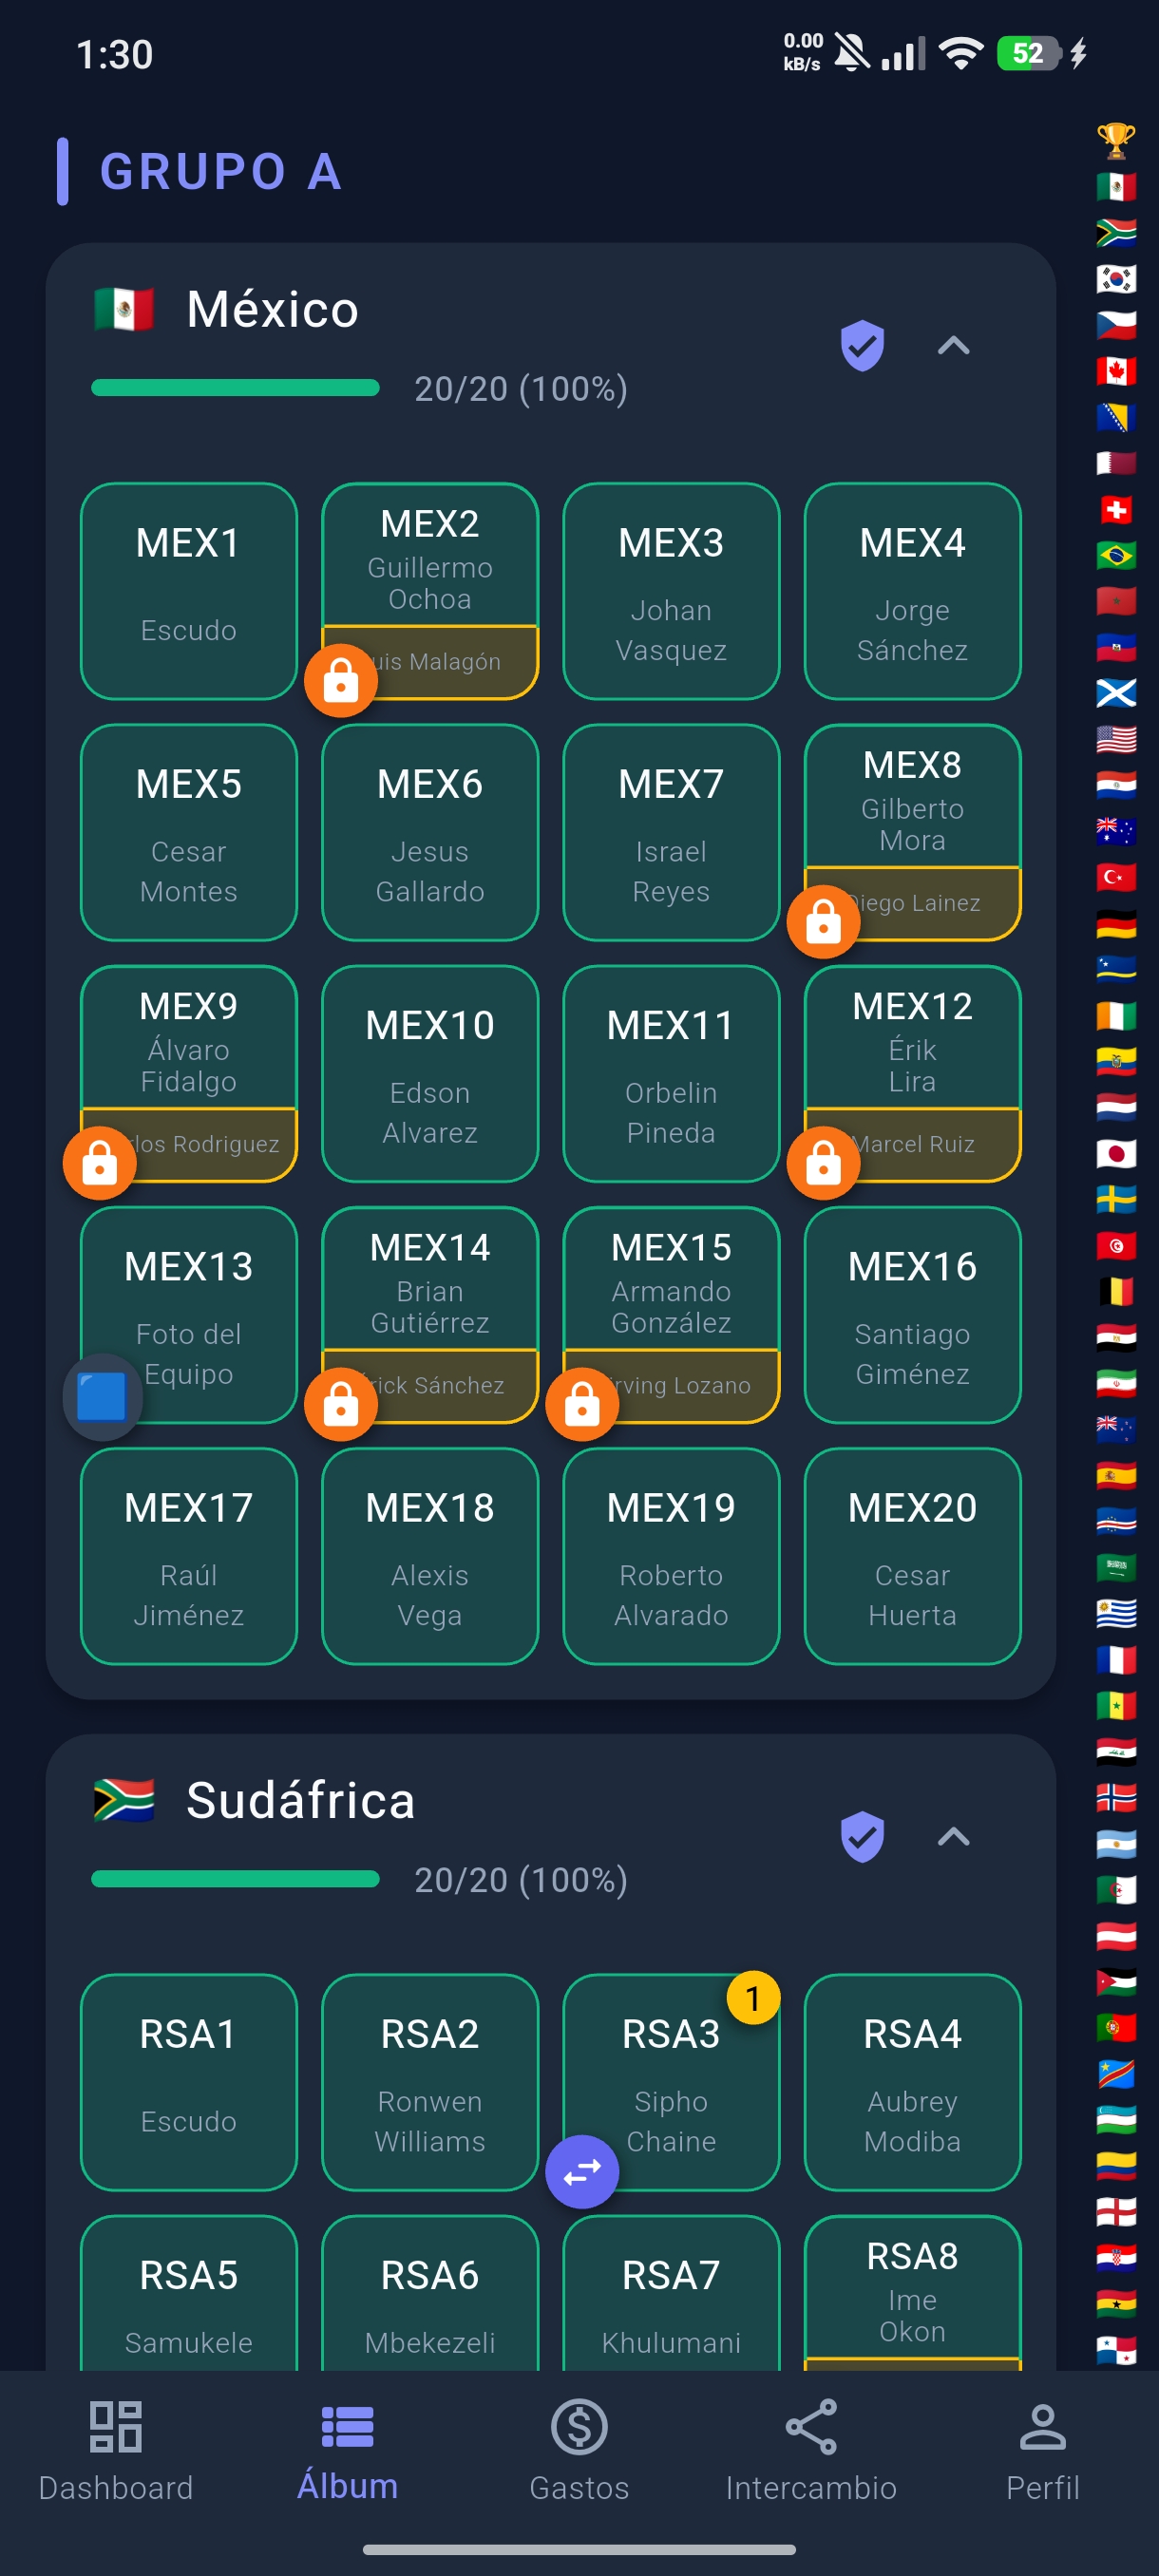 1:30
0.00
kB/s
52
GRUPO A
México
20/20 (100%)
MEX1
Escudo
MEX2
Guillermo
Ochoa
uis Malagón
MEX3
Johan
Vasquez
MEX4
Jorge
Sánchez
MEX5
Cesar
Montes
MEX6
Jesus
Gallardo
MEX7
Israel
Reyes
MEX8
Gilberto
Mora
Diego Lainez
MEX9
Álvaro
Fidalgo
rlos Rodriguez
MEX10
Edson
Alvarez
MEX11
Orbelin
Pineda
MEX12
Érik
Lira
Marcel Ruiz
MEX13
Foto del
Equipo
MEX14
Brian
Gutiérrez
rick Sánchez
MEX15
Armando
González
irving Lozano
MEX16
Santiago
Giménez
MEX17
Raúl
Jiménez
MEX18
Alexis
Vega
MEX19
Roberto
Alvarado
MEX20
Cesar
Huerta
Sudáfrica
20/20 (100%)
RSA1
Escudo
RSA2
Ronwen
Williams
1
RSA3
Sipho
Chaine
RSA4
Aubrey
Modiba
RSA5
Samukele
RSA6
Mbekezeli
RSA7
Khulumani
RSA8
Ime
Okon
Dashboard
Álbum
Gastos
Intercambio
Perfil